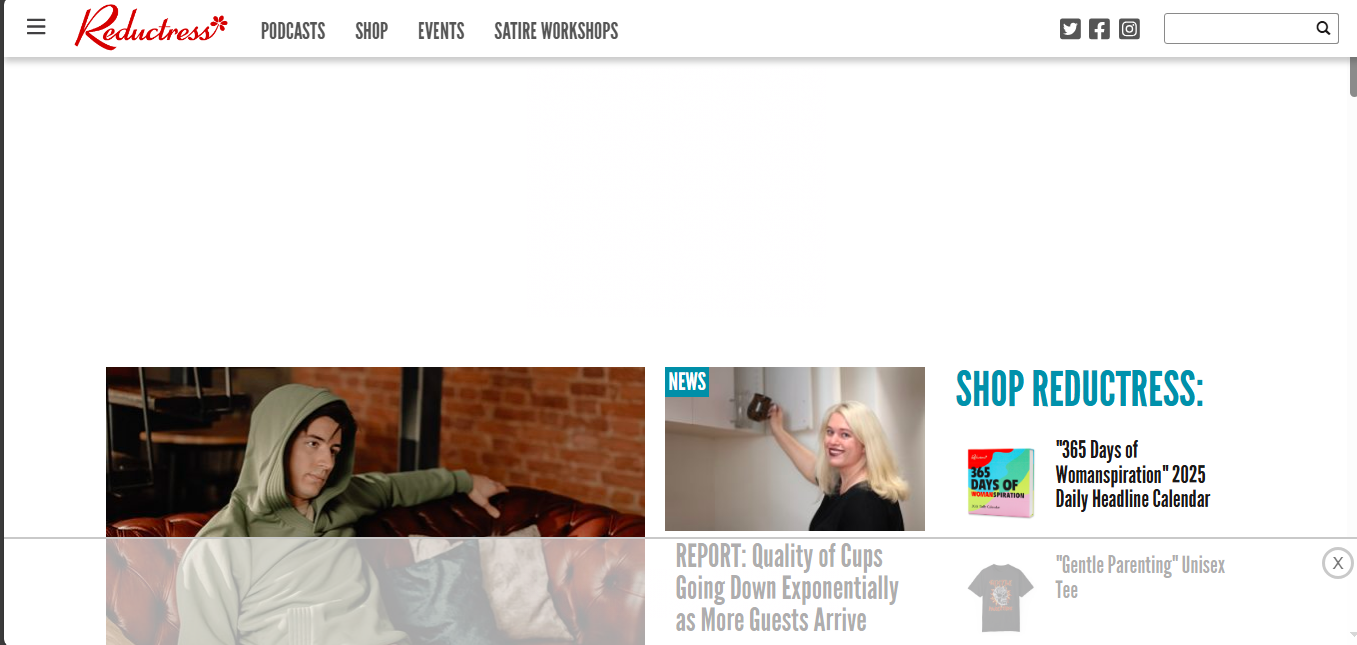 Reductress
PODCASTS
SHOP
EVENTS
SATIRE WORKSHOPS
NEWS
REPORT: Quality of Cups
Going Down Exponentially
as More Guests Arrive
SHOP REDUCTRESS:
365
DAYS OF
WOMANSPIRATION
"365 Days of
Womanspiration" 2025
Daily Headline Calendar
"Gentle Parenting" Unisex
Tee
X